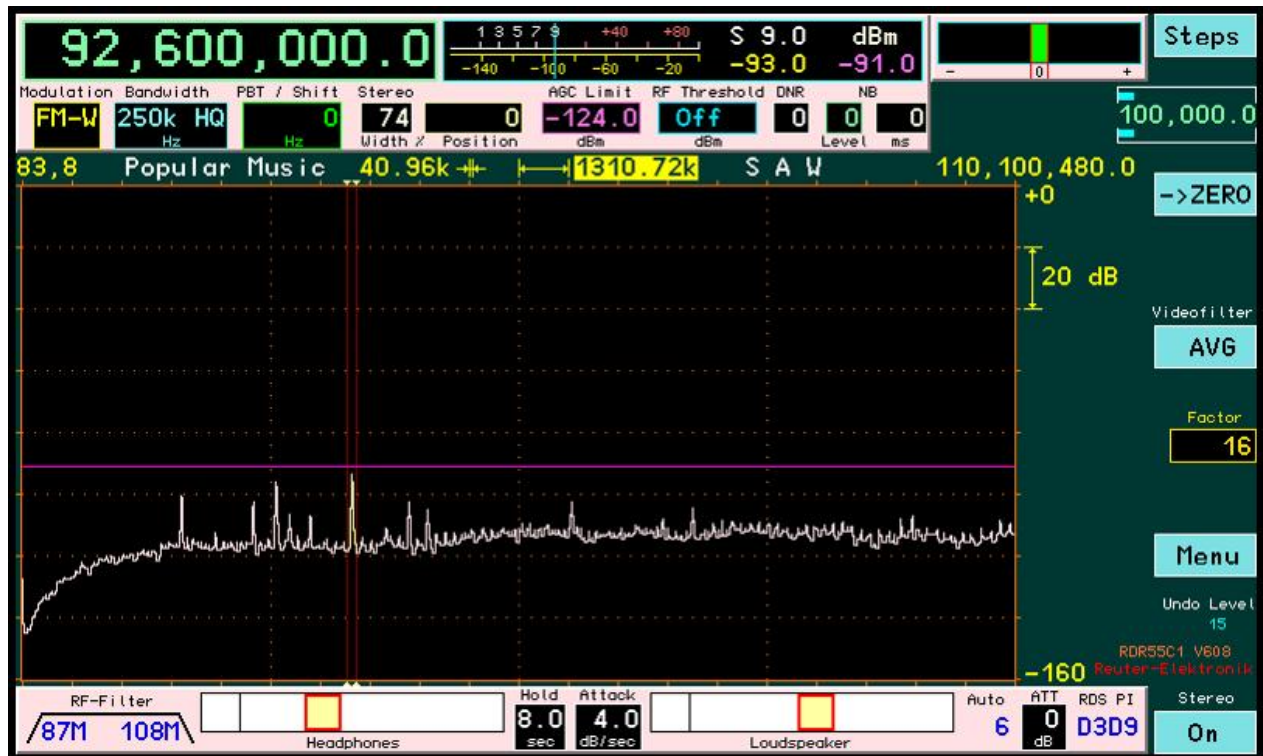 92,600,000.0
1 3 5 7 9 +40 +80
-140 -100 -60 -20
S 9.0 dBm
-93.0 -91.0
- 0 +
Steps
Modulation Bandwidth PBT / Shift Stereo AGC Limit RF Threshold DNR NB
FM-W 250k HQ 0 74 0 -124.0 Off 0 0 0
Hz Hz Width % Position dBm dBm Level ms
100,000.0
83,8 Popular Music 40.96k 1310.72k S A W 110,100,480.0
+0
->ZERO
20 dB
Videofilter
AVG
Factor
16
Menu
Undo Level
15
RDR55C1 V608
-160 Reuter-Elektronik
RF-Filter Hold Attack Auto ATT RDS PI Stereo
87M 108M 8.0 4.0 6 0 D3D9 On
Headphones sec dB/sec Loudspeaker dB